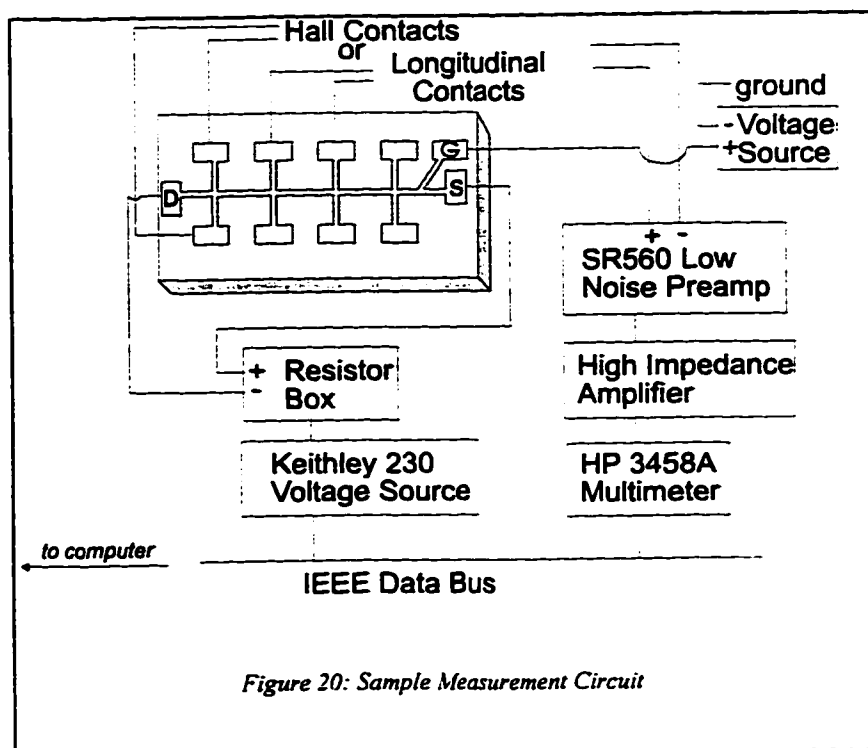 Hall Contacts
or
Longitudinal
Contacts
ground
- Voltage
+ Source
G
D
S
+ -
SR560 Low
Noise Preamp
+ Resistor
- Box
High Impedance
Amplifier
Keithley 230
Voltage Source
HP 3458A
Multimeter
to computer
IEEE Data Bus
Figure 20: Sample Measurement Circuit